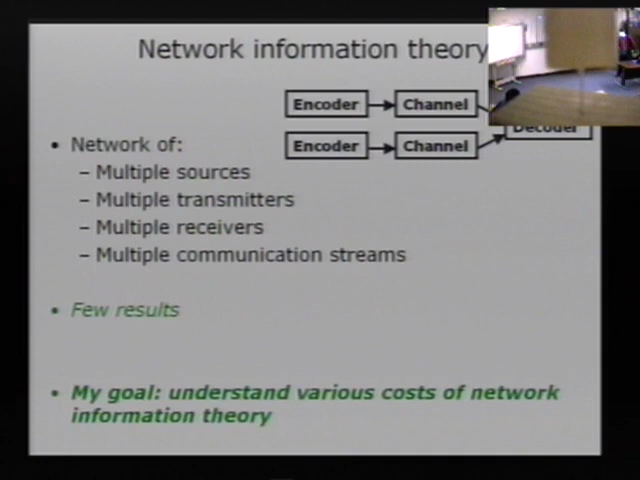 Network information theory
Encoder
Channel
Encoder
Channel
Decoder
• Network of:
– Multiple sources
– Multiple transmitters
– Multiple receivers
– Multiple communication streams
• Few results
• My goal: understand various costs of network
information theory